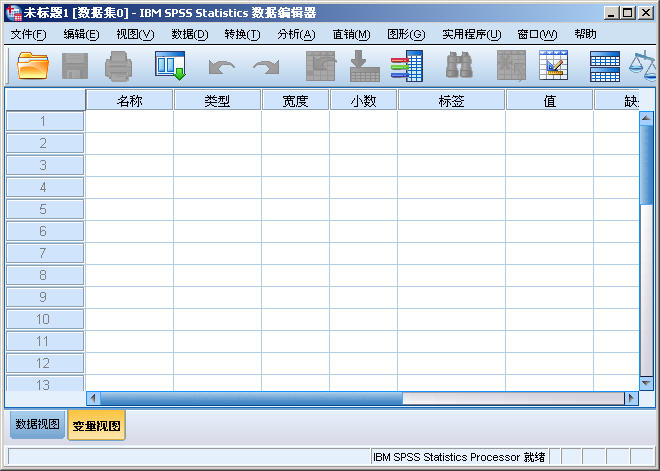 未标题1 [数据集0] - IBM SPSS Statistics 数据编辑器
文件(F) 编辑(E) 视图(V) 数据(D) 转换(T) 分析(A) 直销(M) 图形(G) 实用程序(U) 窗口(W) 帮助
名称 类型 宽度 小数 标签 值 缺
1
2
3
4
5
6
7
8
9
10
11
12
13
数据视图 变量视图
IBM SPSS Statistics Processor 就绪